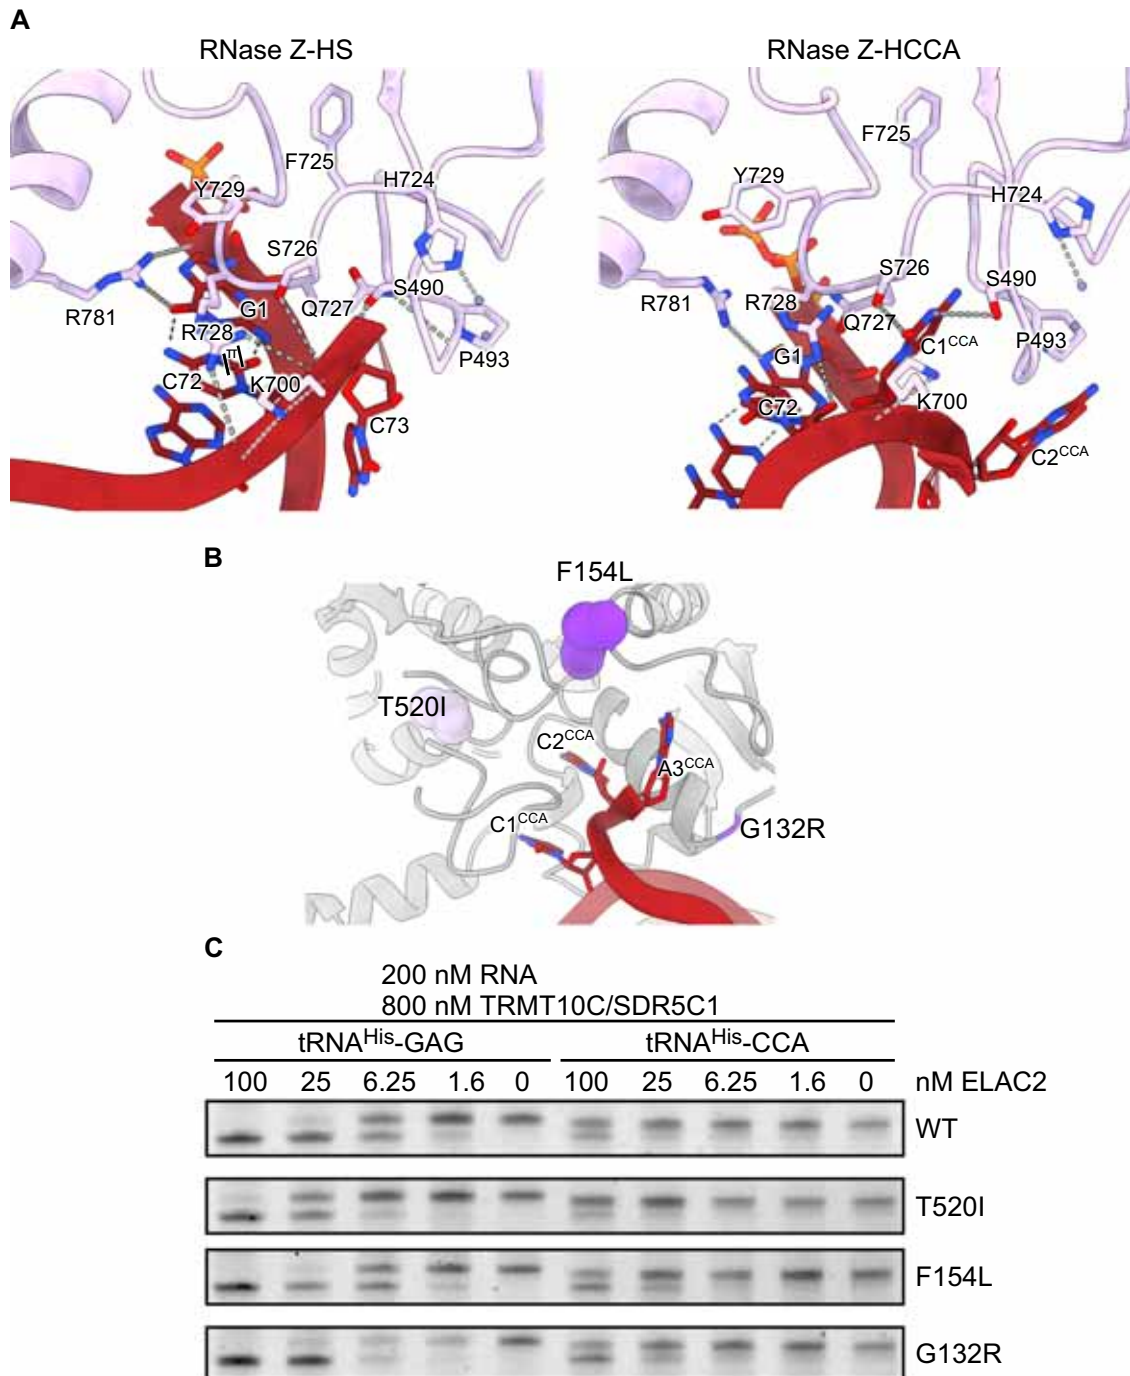 A
RNase Z-HS
RNase Z-HCCA
F725
Y729
H724
S726
S490
G1
Q727
R781
R728
P493
π
C72
K700
C73
F725
Y729
H724
S726
S490
R781
R728
Q727
C1CCA
P493
G1
C72
K700
C2CCA
B
F154L
T520I
C2CCA
A3CCA
C1CCA
G132R
C
200 nM RNA
800 nM TRMT10C/SDR5C1
tRNAHis-GAG tRNAHis-CCA
100 25 6.25 1.6 0 100 25 6.25 1.6 0 nM ELAC2
WT
T520I
F154L
G132R